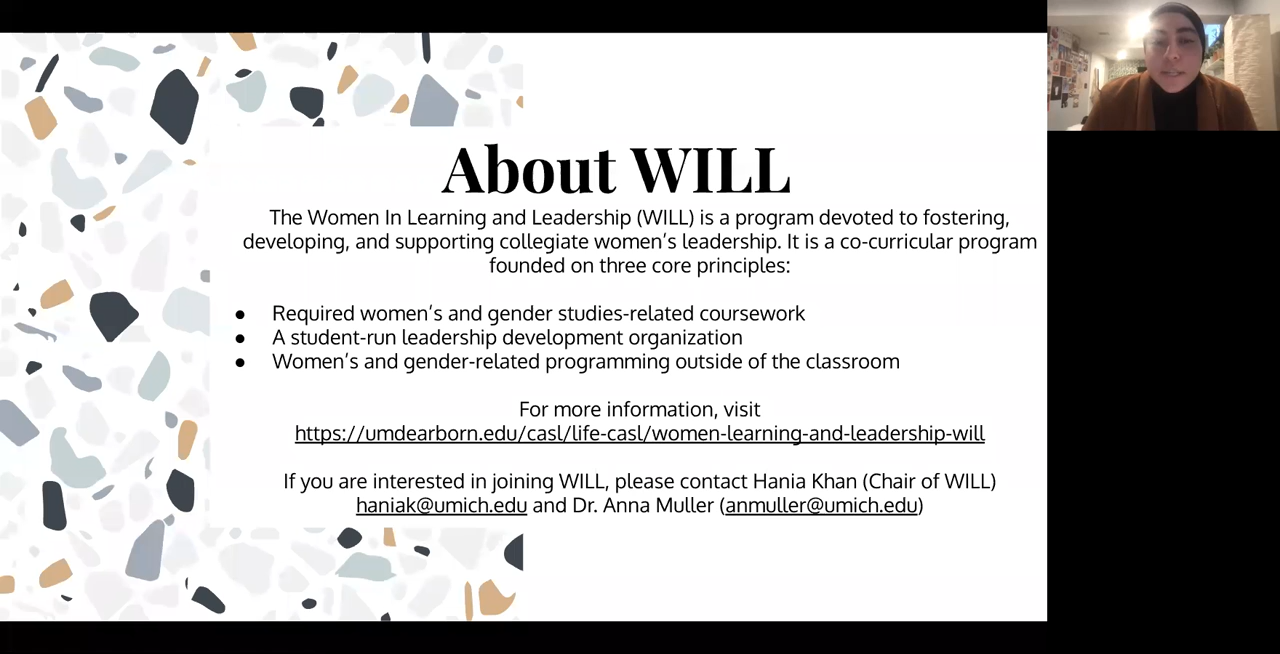 About WILL
The Women In Learning and Leadership (WILL) is a program devoted to fostering,
developing, and supporting collegiate women's leadership. It is a co-curricular program
founded on three core principles:
● Required women's and gender studies-related coursework
● A student-run leadership development organization
● Women's and gender-related programming outside of the classroom
For more information, visit
https://umdearborn.edu/casl/life-casl/women-learning-and-leadership-will
If you are interested in joining WILL, please contact Hania Khan (Chair of WILL)
haniak@umich.edu and Dr. Anna Muller (anmuller@umich.edu)